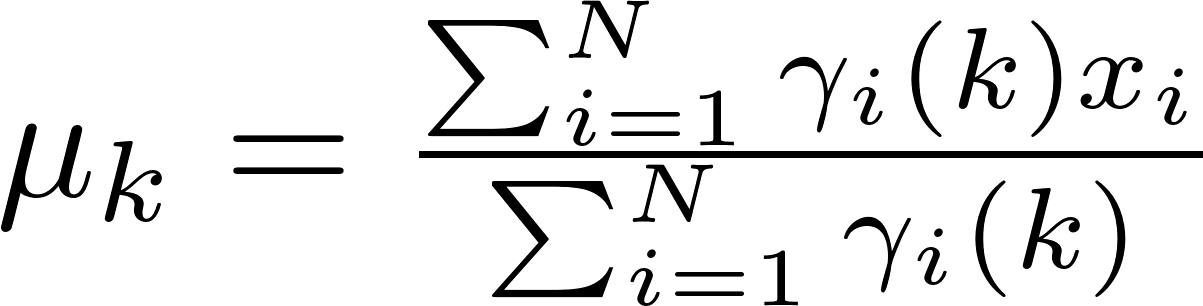 μ_k = \frac{\sum_{i=1}^{N} γ_i(k) x_i}{\sum_{i=1}^{N} γ_i(k)}